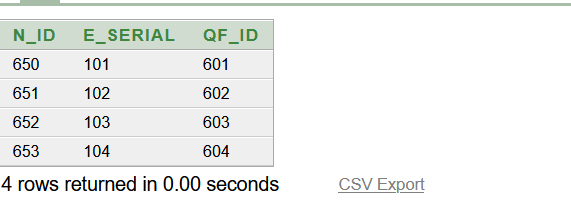 N_ID E_SERIAL QF_ID
650 101 601
651 102 602
652 103 603
653 104 604
4 rows returned in 0.00 seconds CSV Export